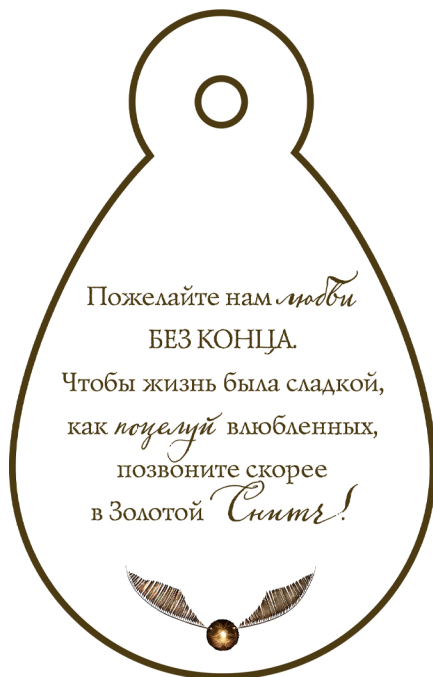 Пожелайте нам любви
БЕЗ КОНЦА.
Чтобы жизнь была сладкой,
как поцелуй влюбленных,
позвоните скорее
в Золотой Снитч!